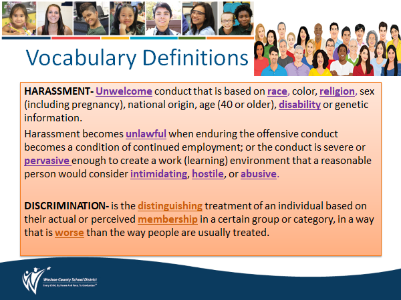 Vocabulary Definitions
HARASSMENT- Unwelcome conduct that is based on race, color, religion, sex
(including pregnancy), national origin, age (40 or older), disability or genetic
information.
Harassment becomes unlawful when enduring the offensive conduct
becomes a condition of continued employment; or the conduct is severe or
pervasive enough to create a work (learning) environment that a reasonable
person would consider intimidating, hostile, or abusive.
DISCRIMINATION- is the distinguishing treatment of an individual based on
their actual or perceived membership in a certain group or category, in a way
that is worse than the way people are usually treated.
County School District